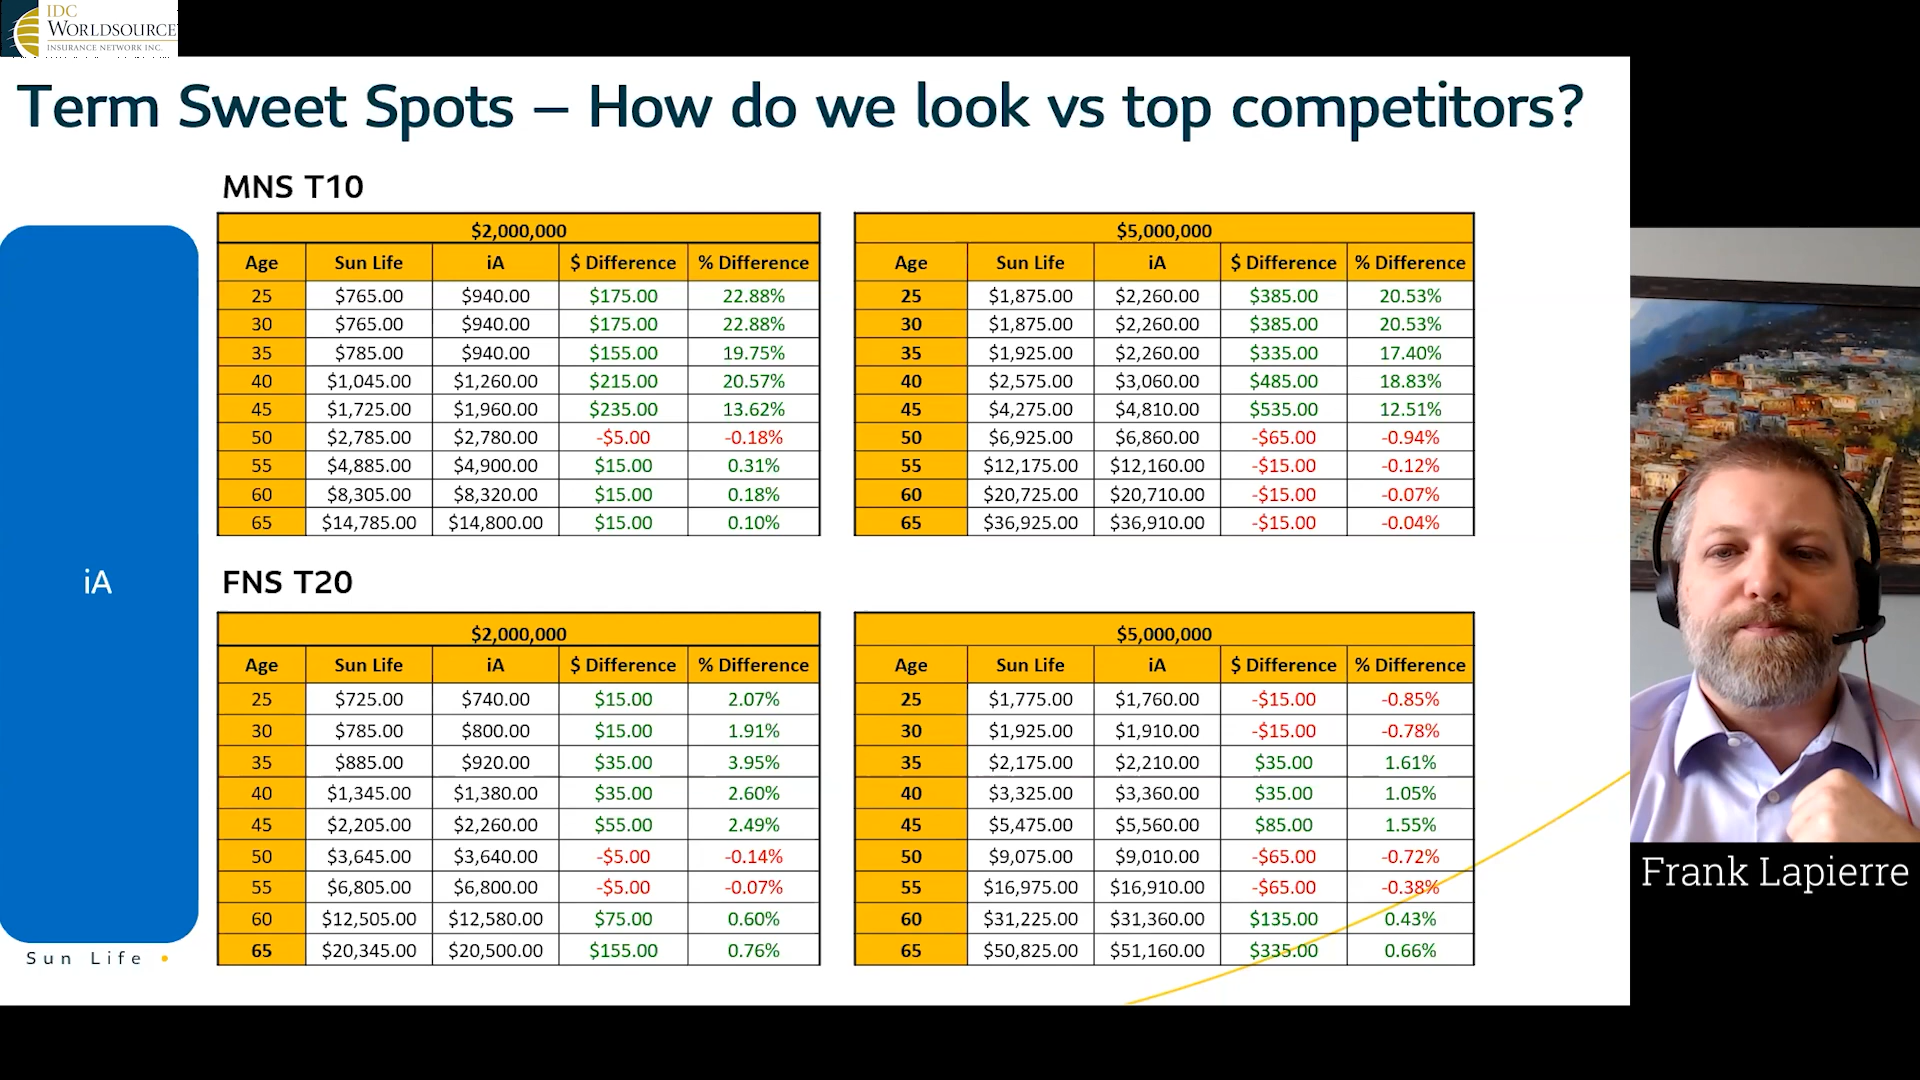 IDC
WORLDSOURCE
INSURANCE NETWORK INC.
Term Sweet Spots – How do we look vs top competitors?
iA
Sun Life
MNS T10
$2,000,000
Age Sun Life iA $ Difference % Difference
25 $765.00 $940.00 $175.00 22.88%
30 $765.00 $940.00 $175.00 22.88%
35 $785.00 $940.00 $155.00 19.75%
40 $1,045.00 $1,260.00 $215.00 20.57%
45 $1,725.00 $1,960.00 $235.00 13.62%
50 $2,785.00 $2,780.00 -$5.00 -0.18%
55 $4,885.00 $4,900.00 $15.00 0.31%
60 $8,305.00 $8,320.00 $15.00 0.18%
65 $14,785.00 $14,800.00 $15.00 0.10%
$5,000,000
Age Sun Life iA $ Difference % Difference
25 $1,875.00 $2,260.00 $385.00 20.53%
30 $1,875.00 $2,260.00 $385.00 20.53%
35 $1,925.00 $2,260.00 $335.00 17.40%
40 $2,575.00 $3,060.00 $485.00 18.83%
45 $4,275.00 $4,810.00 $535.00 12.51%
50 $6,925.00 $6,860.00 -$65.00 -0.94%
55 $12,175.00 $12,160.00 -$15.00 -0.12%
60 $20,725.00 $20,710.00 -$15.00 -0.07%
65 $36,925.00 $36,910.00 -$15.00 -0.04%
FNS T20
$2,000,000
Age Sun Life iA $ Difference % Difference
25 $725.00 $740.00 $15.00 2.07%
30 $785.00 $800.00 $15.00 1.91%
35 $885.00 $920.00 $35.00 3.95%
40 $1,345.00 $1,380.00 $35.00 2.60%
45 $2,205.00 $2,260.00 $55.00 2.49%
50 $3,645.00 $3,640.00 -$5.00 -0.14%
55 $6,805.00 $6,800.00 -$5.00 -0.07%
60 $12,505.00 $12,580.00 $75.00 0.60%
65 $20,345.00 $20,500.00 $155.00 0.76%
$5,000,000
Age Sun Life iA $ Difference % Difference
25 $1,775.00 $1,760.00 -$15.00 -0.85%
30 $1,925.00 $1,910.00 -$15.00 -0.78%
35 $2,175.00 $2,210.00 $35.00 1.61%
40 $3,325.00 $3,360.00 $35.00 1.05%
45 $5,475.00 $5,560.00 $85.00 1.55%
50 $9,075.00 $9,010.00 -$65.00 -0.72%
55 $16,975.00 $16,910.00 -$65.00 -0.38%
60 $31,225.00 $31,360.00 $135.00 0.43%
65 $50,825.00 $51,160.00 $335.00 0.66%
Frank Lapierre